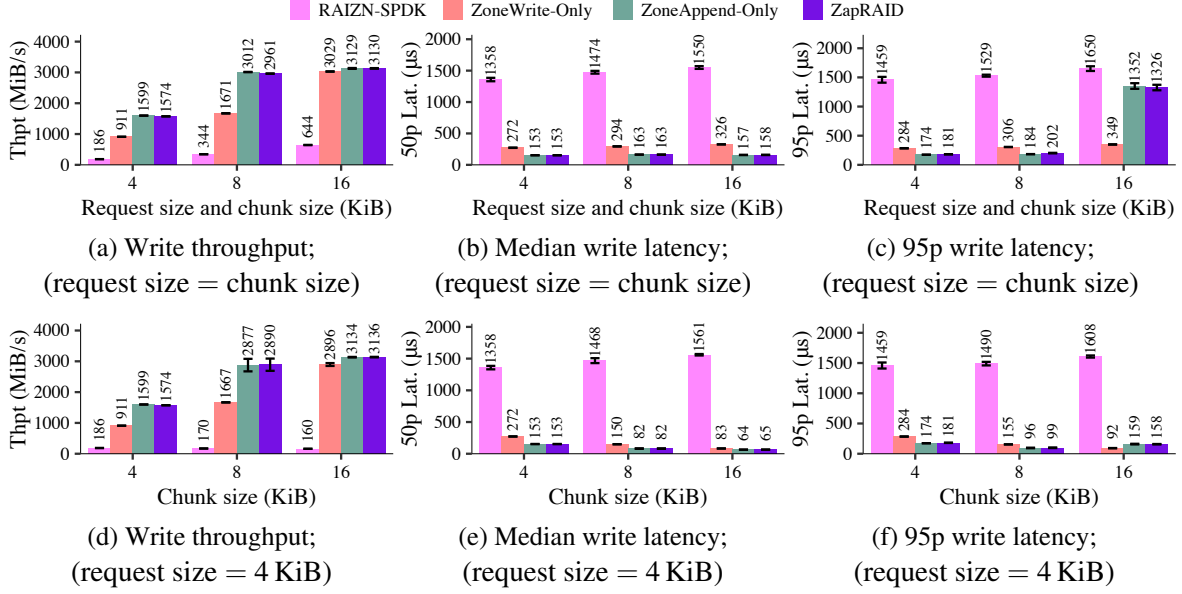 RAIZN-SPDK ZoneWrite-Only ZoneAppend-Only ZapRAID
Thpt (MiB/s)
4000
3000
2000
1000
0
186 911 1599 1574
344 1671 3012 2961
644 3029 3129 3130
4 8 16
Request size and chunk size (KiB)
(a) Write throughput;
(request size = chunk size)
50p Lat. (μs)
2000
1500
1000
500
0
1358 272 153 153
1474 294 163 163
1550 326 157 158
4 8 16
Request size and chunk size (KiB)
(b) Median write latency;
(request size = chunk size)
95p Lat. (μs)
2000
1500
1000
500
0
1459 284 174 181
1529 306 184 202
1650 349 1352 1326
4 8 16
Request size and chunk size (KiB)
(c) 95p write latency;
(request size = chunk size)
Thpt (MiB/s)
4000
3000
2000
1000
0
186 911 1599 1574
170 1667 2877 2890
160 2896 3134 3136
4 8 16
Chunk size (KiB)
(d) Write throughput;
(request size = 4 KiB)
50p Lat. (μs)
2000
1500
1000
500
0
1358 272 153 153
1468 150 82 82
1561 83 64 65
4 8 16
Chunk size (KiB)
(e) Median write latency;
(request size = 4 KiB)
95p Lat. (μs)
2000
1500
1000
500
0
1459 284 174 181
1490 155 96 99
1608 92 159 158
4 8 16
Chunk size (KiB)
(f) 95p write latency;
(request size = 4 KiB)